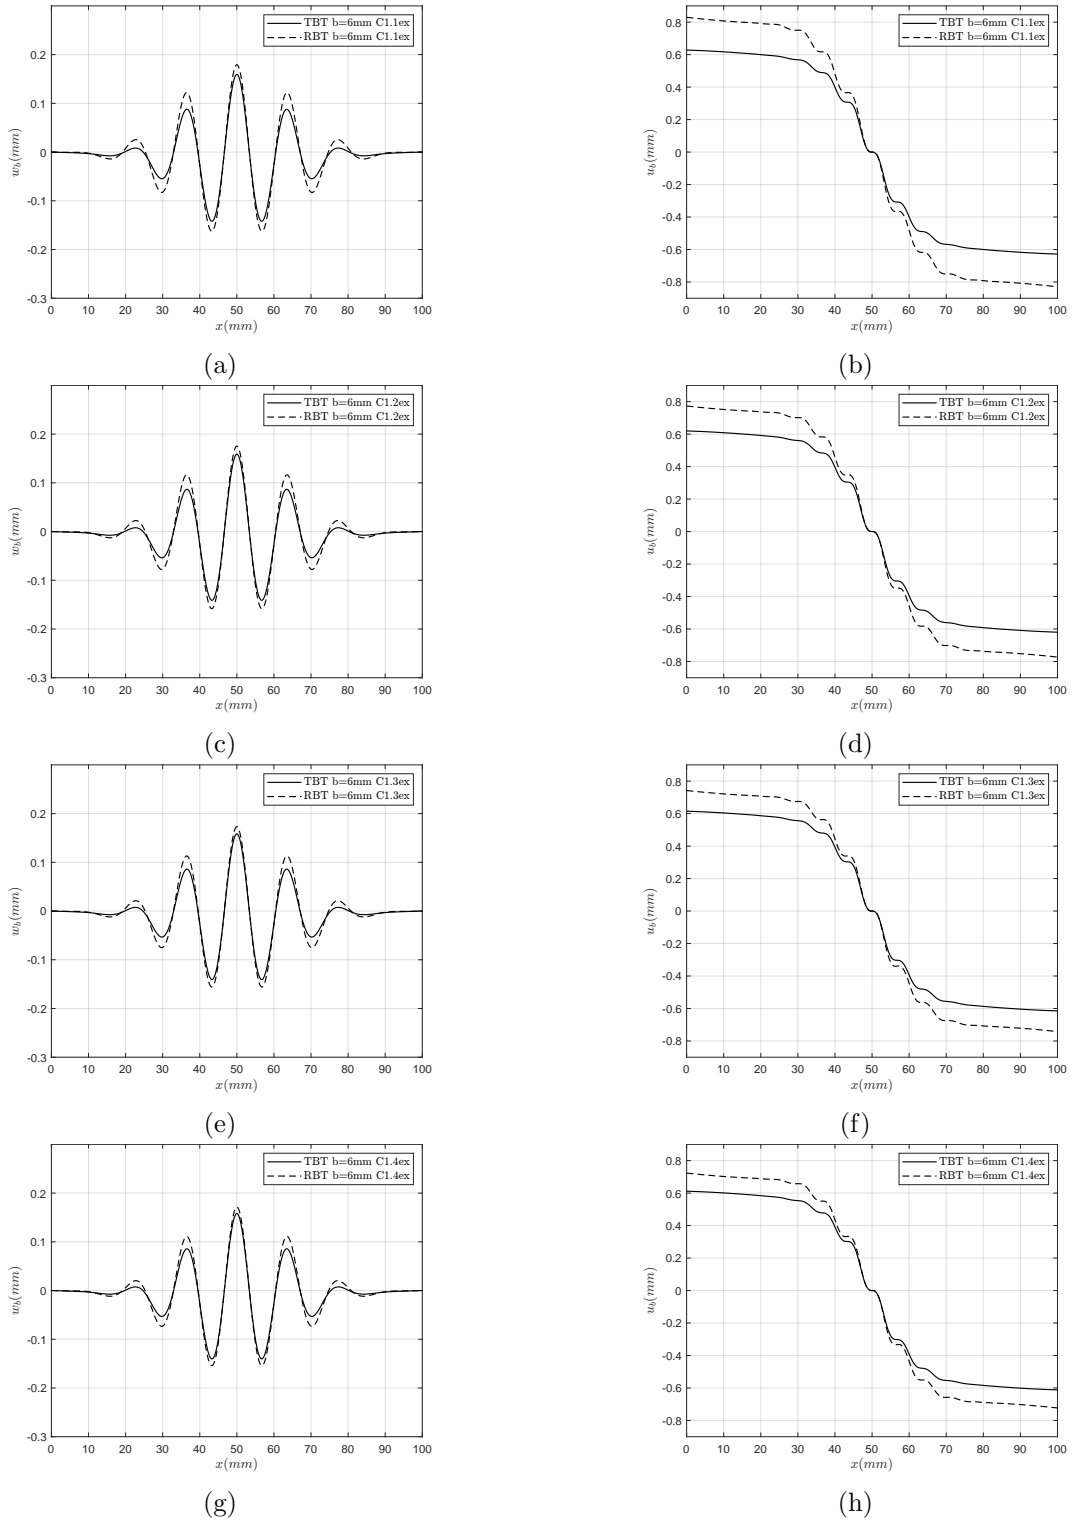 TBT b=6mm C1.1ex
RBT b=6mm C1.1ex
w_b(mm)
0.2
0.1
0
-0.1
-0.2
-0.3
0 10 20 30 40 50 60 70 80 90 100
x(mm)
(a)
TBT b=6mm C1.1ex
RBT b=6mm C1.1ex
u_b(mm)
0.8
0.6
0.4
0.2
0
-0.2
-0.4
-0.6
-0.8
0 10 20 30 40 50 60 70 80 90 100
x(mm)
(b)
TBT b=6mm C1.2ex
RBT b=6mm C1.2ex
w_b(mm)
0.2
0.1
0
-0.1
-0.2
-0.3
0 10 20 30 40 50 60 70 80 90 100
x(mm)
(c)
TBT b=6mm C1.2ex
RBT b=6mm C1.2ex
u_b(mm)
0.8
0.6
0.4
0.2
0
-0.2
-0.4
-0.6
-0.8
0 10 20 30 40 50 60 70 80 90 100
x(mm)
(d)
TBT b=6mm C1.3ex
RBT b=6mm C1.3ex
w_b(mm)
0.2
0.1
0
-0.1
-0.2
-0.3
0 10 20 30 40 50 60 70 80 90 100
x(mm)
(e)
TBT b=6mm C1.3ex
RBT b=6mm C1.3ex
u_b(mm)
0.8
0.6
0.4
0.2
0
-0.2
-0.4
-0.6
-0.8
0 10 20 30 40 50 60 70 80 90 100
x(mm)
(f)
TBT b=6mm C1.4ex
RBT b=6mm C1.4ex
w_b(mm)
0.2
0.1
0
-0.1
-0.2
-0.3
0 10 20 30 40 50 60 70 80 90 100
x(mm)
(g)
TBT b=6mm C1.4ex
RBT b=6mm C1.4ex
u_b(mm)
0.8
0.6
0.4
0.2
0
-0.2
-0.4
-0.6
-0.8
0 10 20 30 40 50 60 70 80 90 100
x(mm)
(h)